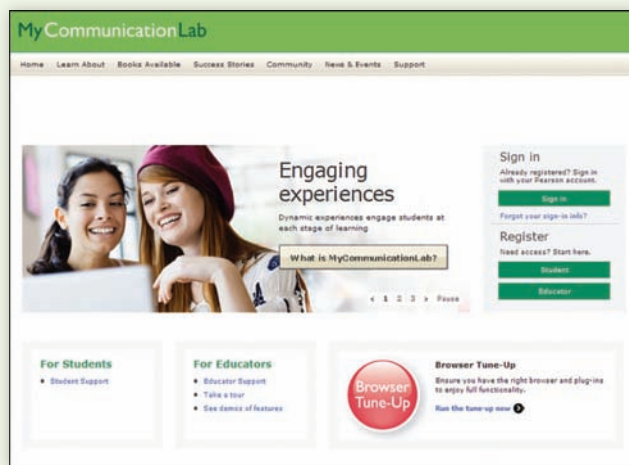 MyCommunicationLab
Home Learn About Books Available Success Stories Community News & Events Support
Engaging
experiences
Dynamic experiences engage students at
each stage of learning
What is MyCommunicationLab?
< 1 2 3 > Pause
Sign in
Already registered? Sign in
with your Pearson account.
Sign in
Forgot your sign-in info?
Register
Need access? Start here.
Student
Educator
For Students
• Student Support
For Educators
• Educator Support
• Take a tour
• See demos of features
Browser
Tune-Up
Browser Tune-Up
Ensure you have the right browser and plug-ins
to enjoy full functionality.
Run the tune-up now